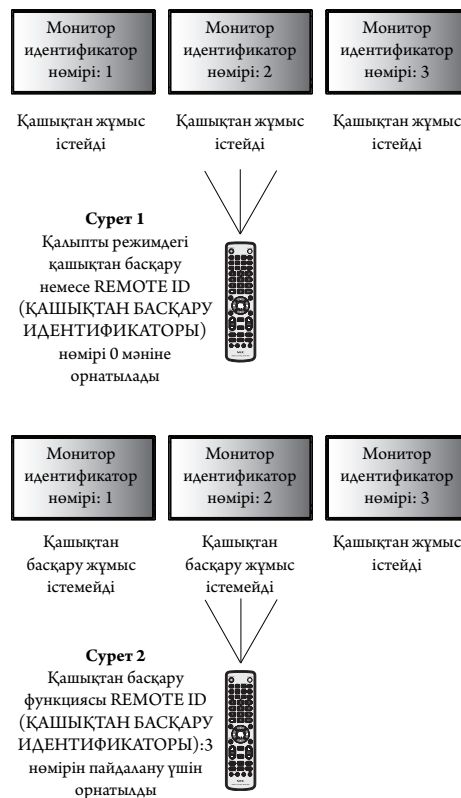 Монитор
идентификатор
нөмірі: 1
Монитор
идентификатор
нөмірі: 2
Монитор
идентификатор
нөмірі: 3
Қашықтан жұмыс
істейді
Қашықтан жұмыс
істейді
Қашықтан жұмыс
істейді
Сурет 1
Қалыпты режимдегі
қашықтан басқару
немесе REMOTE ID
(ҚАШЫҚТАН БАСҚАРУ
ИДЕНТИФИКАТОРЫ)
нөмірі 0 мәніне
орнатылады
Монитор
идентификатор
нөмірі: 1
Монитор
идентификатор
нөмірі: 2
Монитор
идентификатор
нөмірі: 3
Қашықтан
басқару жұмыс
істемейді
Қашықтан
басқару жұмыс
істемейді
Қашықтан жұмыс
істейді
Сурет 2
Қашықтан басқару
функциясы REMOTE ID
(ҚАШЫҚТАН БАСҚАРУ
ИДЕНТИФИКАТОРЫ):3
нөмірін пайдалану үшін
орнатылды